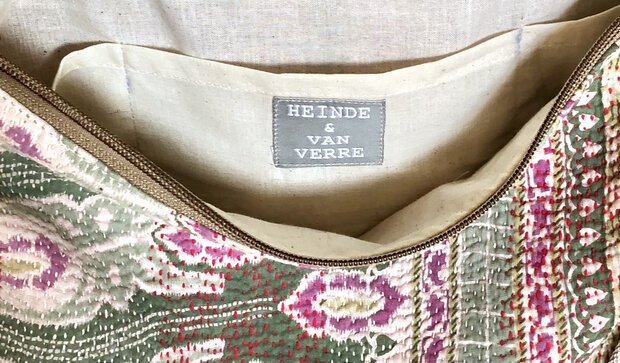 HEINDE
&
VAN
VERRE